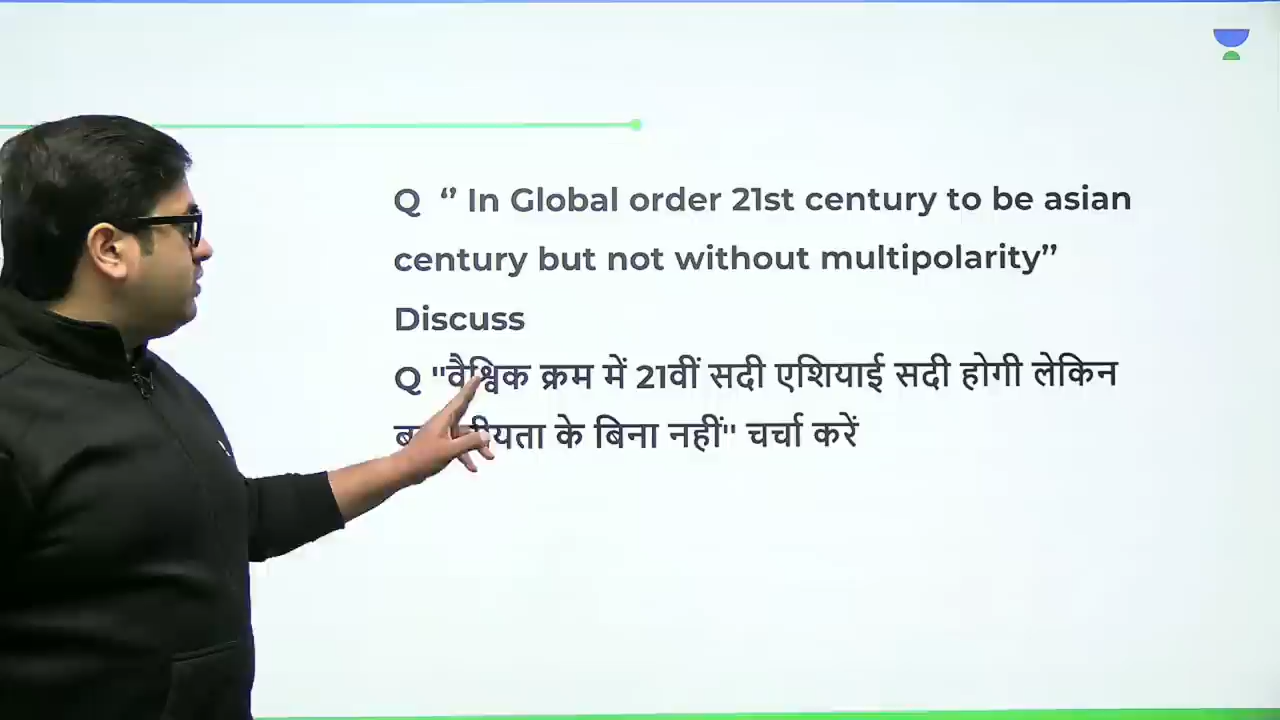 Q “ In Global order 21st century to be asian
century but not without multipolarity”
Discuss
Q "वैश्विक क्रम में 21वीं सदी एशियाई सदी होगी लेकिन
के बिना नहीं" चर्चा करें